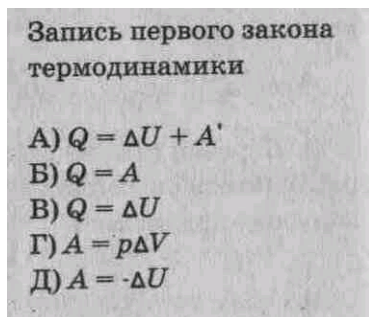 Запись первого закона
термодинамики
А) Q = ΔU + A'
Б) Q = A
В) Q = ΔU
Г) A = pΔV
Д) A = -ΔU